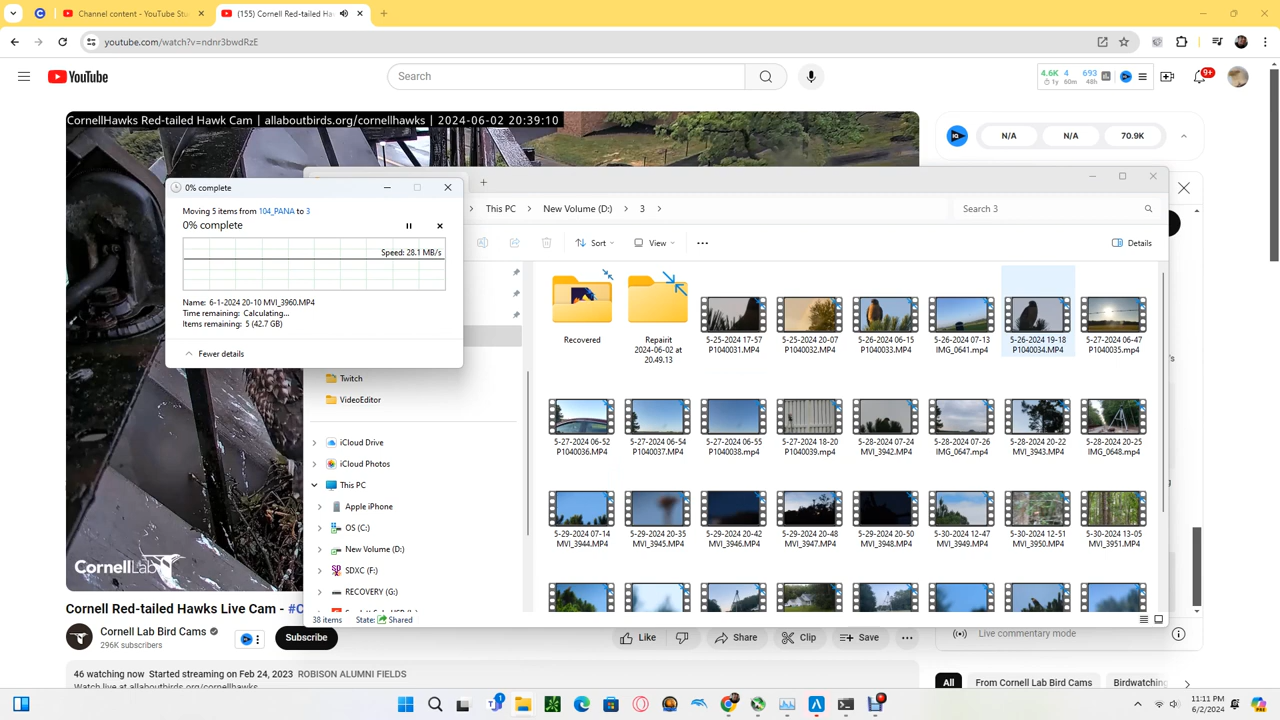 Channel content - YouTube Stu
(155) Cornell Red-tailed Ha
youtube.com/watch?v=ndnr3bwdRzE
YouTube
Search
4.6K 4 693
1y 60m 48h
9+
CornellHawks Red-tailed Hawk Cam | allaboutbirds.org/cornellhawks | 2024-06-02 20:39:10
N/A
N/A
70.9K
0% complete
Moving 5 items from 104_PANA to 3
0% complete
Speed: 28.1 MB/s
Name: 6-1-2024 20-10 MVI_3960.MP4
Time remaining: Calculating...
Items remaining: 5 (42.7 GB)
Fewer details
This PC
New Volume (D:)
3
Search 3
Sort
View
Details
Twitch
VideoEditor
iCloud Drive
iCloud Photos
This PC
Apple iPhone
OS (C:)
New Volume (D:)
SDXC (F:)
RECOVERY (G:)
Recovered
Repairit
2024-06-02 at
20.49.13
5-25-2024 17-57
P1040031.MP4
5-25-2024 20-07
P1040032.MP4
5-26-2024 06-15
P1040033.MP4
5-26-2024 07-13
IMG_0641.mp4
5-26-2024 19-18
P1040034.MP4
5-27-2024 06-47
P1040035.mp4
5-27-2024 06-52
P1040036.MP4
5-27-2024 06-54
P1040037.MP4
5-27-2024 06-55
P1040038.mp4
5-27-2024 18-20
P1040039.mp4
5-28-2024 07-24
MVI_3942.MP4
5-28-2024 07-26
IMG_0647.mp4
5-28-2024 20-22
MVI_3943.MP4
5-28-2024 20-25
IMG_0648.mp4
5-29-2024 07-14
MVI_3944.MP4
5-29-2024 20-35
MVI_3945.MP4
5-29-2024 20-42
MVI_3946.MP4
5-29-2024 20-48
MVI_3947.MP4
5-29-2024 20-50
MVI_3948.MP4
5-30-2024 12-47
MVI_3949.MP4
5-30-2024 12-51
MVI_3950.MP4
5-30-2024 13-05
MVI_3951.MP4
38 items
State:
Shared
CornellLab
Cornell Red-tailed Hawks Live Cam - #C
Cornell Lab Bird Cams
296K subscribers
Subscribe
Like
Share
Clip
Save
Live commentary mode
46 watching now Started streaming on Feb 24, 2023 ROBISON ALUMNI FIELDS
Watch live at allaboutbirds.org/cornellhawks
All
From Cornell Lab Bird Cams
Birdwatching
11:11 PM
6/2/2024